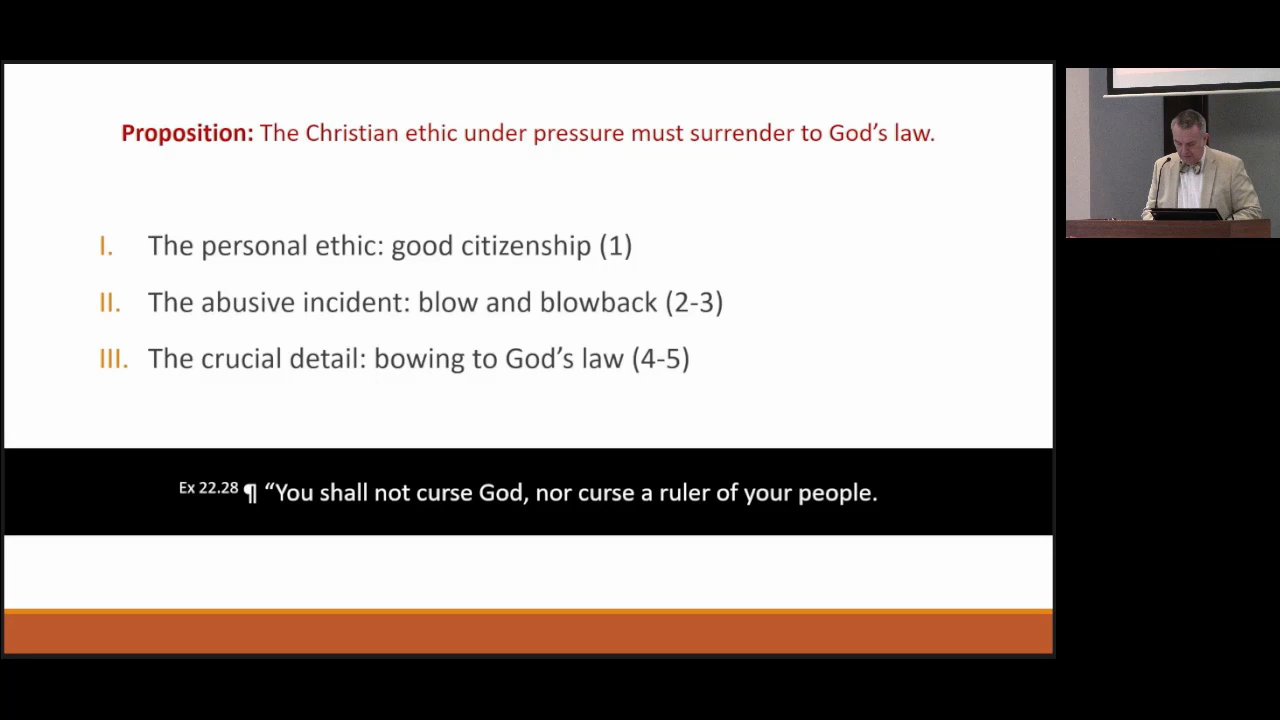 Proposition: The Christian ethic under pressure must surrender to God’s law.
I. The personal ethic: good citizenship (1)
II. The abusive incident: blow and blowback (2-3)
III. The crucial detail: bowing to God’s law (4-5)
Ex 22.28 ¶ “You shall not curse God, nor curse a ruler of your people.